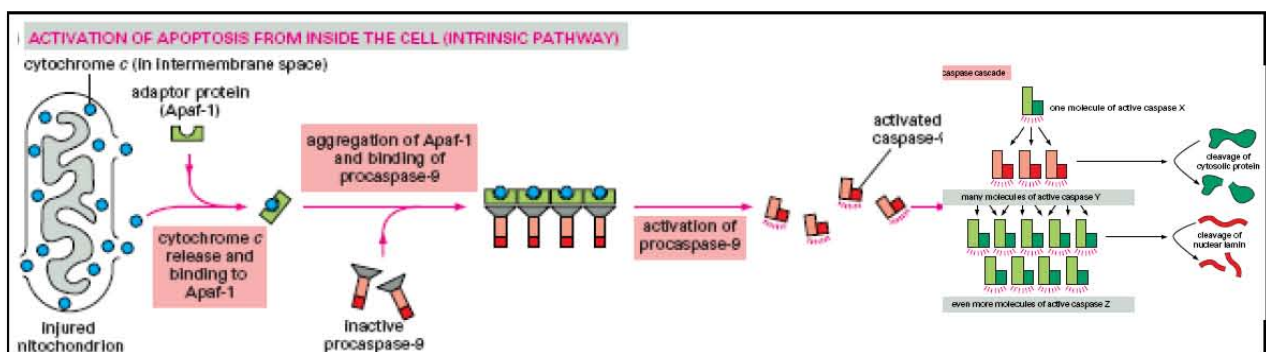 ACTIVATION OF APOPTOSIS FROM INSIDE THE CELL (INTRINSIC PATHWAY)
cytochrome c (in intermembrane space)
adaptor protein
(Apaf-1)
aggregation of Apaf-1
and binding of
procaspase-9
cytochrome c
release and
binding to
Apaf-1
injured
mitochondrion
inactive
procaspase-9
activation of
procaspase-9
activated
caspase-9
caspase cascade
one molecule of active caspase X
many molecules of active caspase Y
cleavage of
cytosolic protein
cleavage of
nuclear lamin
even more molecules of active caspase Z